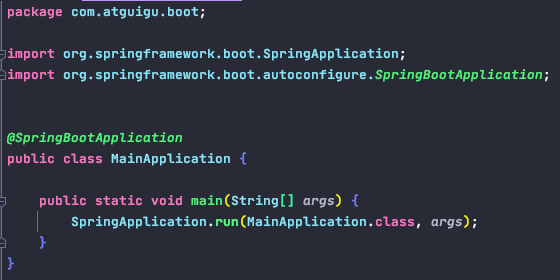 package com.atguigu.boot;
import org.springframework.boot.SpringApplication;
import org.springframework.boot.autoconfigure.SpringBootApplication;
@SpringBootApplication
public class MainApplication {
public static void main(String[] args) {
SpringApplication.run(MainApplication.class, args);
}
}